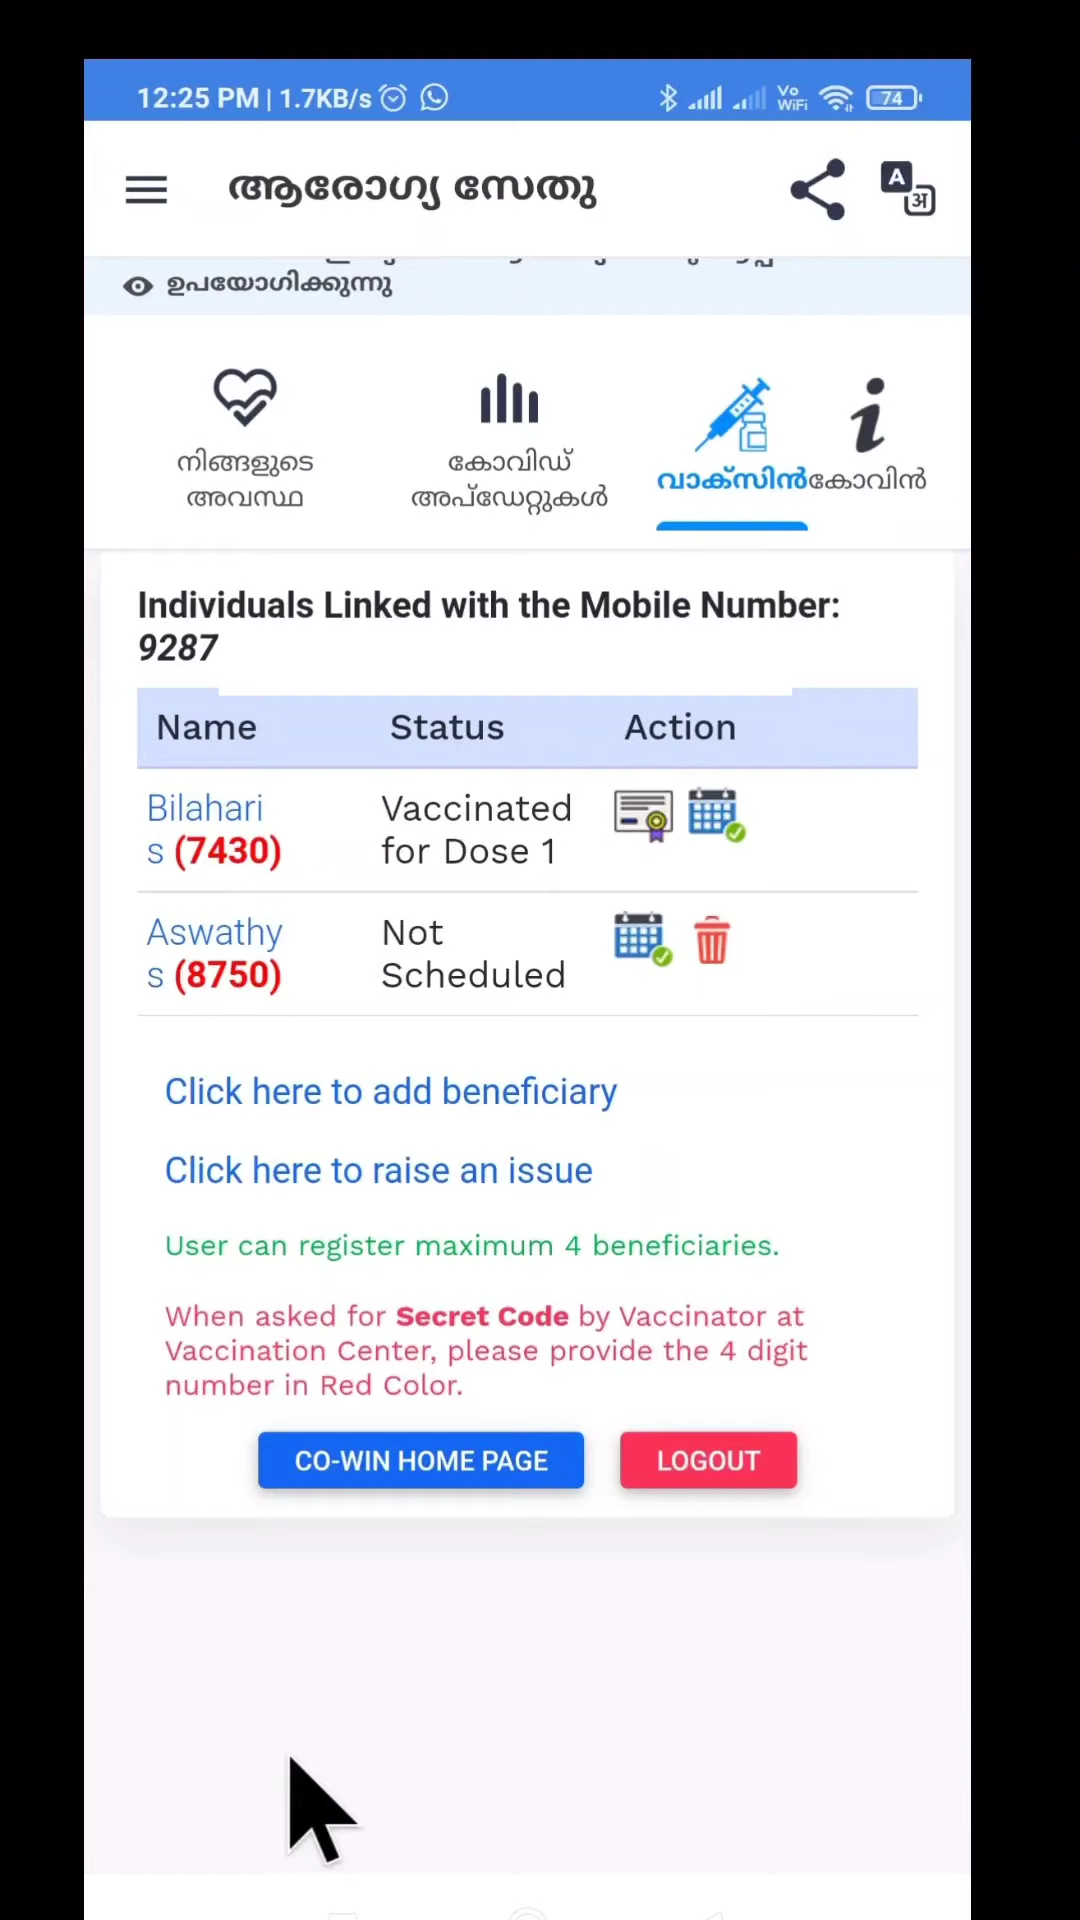 12:25 PM | 1.7KB/s Vo WiFi 74
ആരോഗ്യ സേതു A अ
ഉപയോഗിക്കുന്നു
നിങ്ങളുടെ അവസ്ഥ
കോവിഡ് അപ്ഡേറ്റുകൾ
വാക്സിൻ
കോവിൻ
Individuals Linked with the Mobile Number:
9287
Name Status Action
Bilahari Vaccinated
s (7430) for Dose 1
Aswathy Not
s (8750) Scheduled
Click here to add beneficiary
Click here to raise an issue
User can register maximum 4 beneficiaries.
When asked for Secret Code by Vaccinator at
Vaccination Center, please provide the 4 digit
number in Red Color.
CO-WIN HOME PAGE LOGOUT